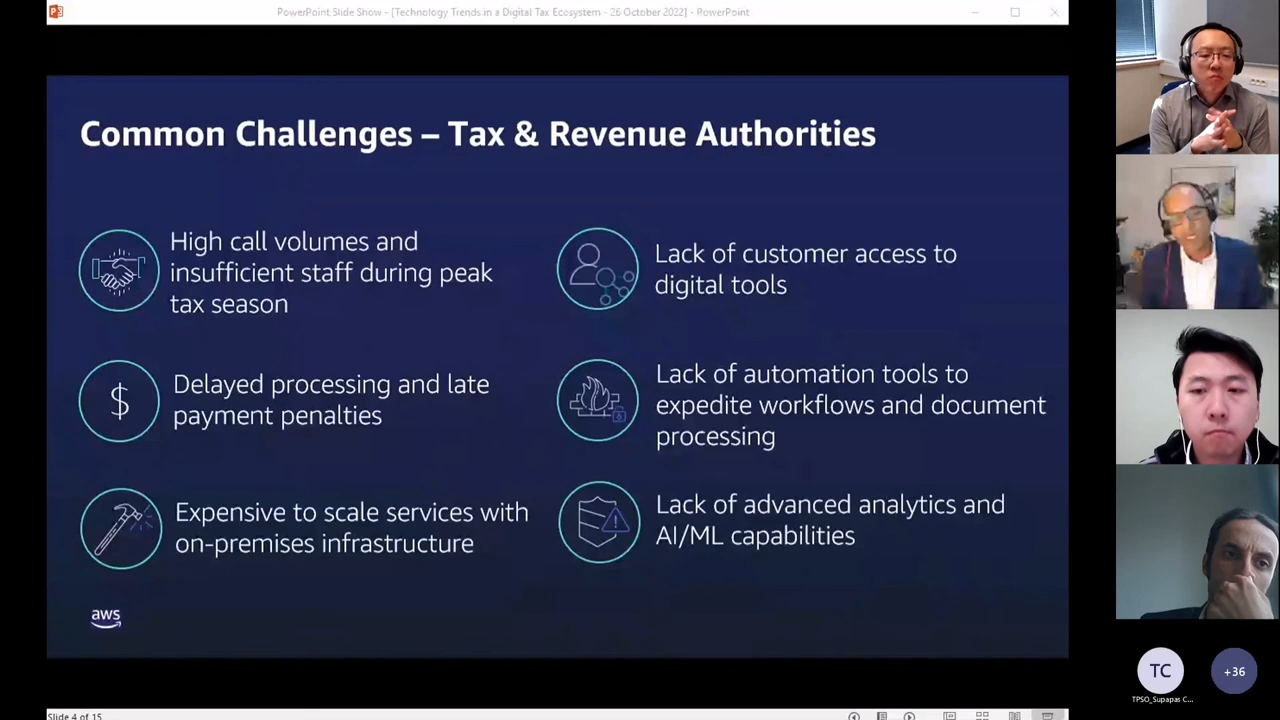 PowerPoint Slide Show - [Technology Trends in a Digital Tax Ecosystem - 26 October 2022] - PowerPoint
Common Challenges – Tax & Revenue Authorities
High call volumes and
insufficient staff during peak
tax season
Lack of customer access to
digital tools
$
Delayed processing and late
payment penalties
Lack of automation tools to
expedite workflows and document
processing
Expensive to scale services with
on-premises infrastructure
Lack of advanced analytics and
AI/ML capabilities
aws
TC
+36
TPSO_Supapas C...
Slide 4 of 15